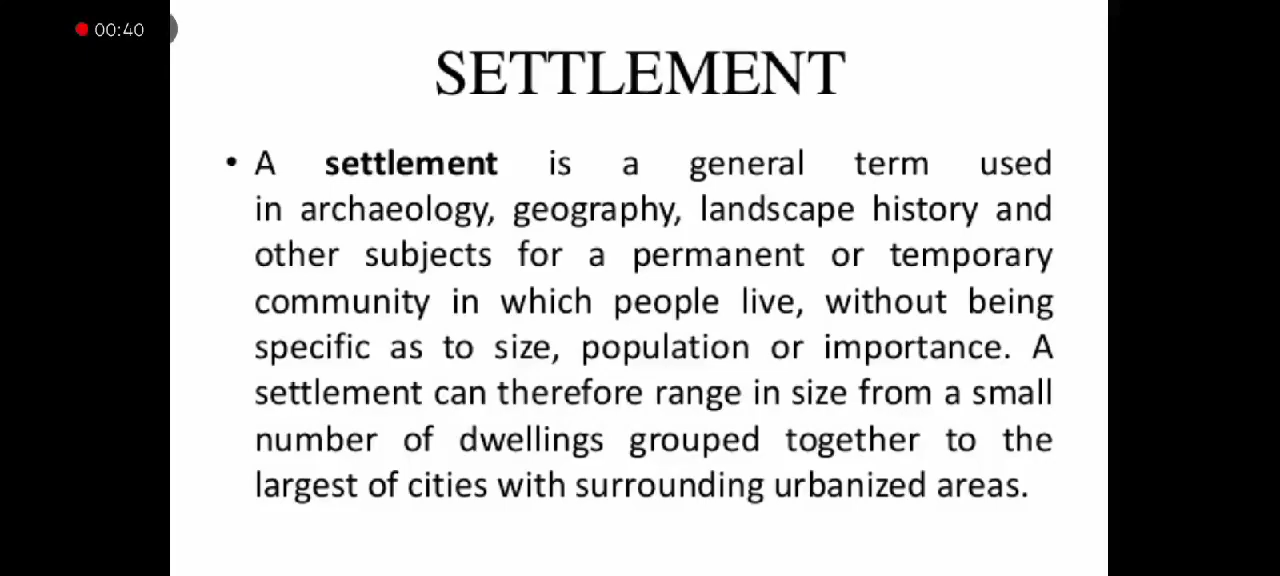 00:40
SETTLEMENT
• A settlement is a general term used
in archaeology, geography, landscape history and
other subjects for a permanent or temporary
community in which people live, without being
specific as to size, population or importance. A
settlement can therefore range in size from a small
number of dwellings grouped together to the
largest of cities with surrounding urbanized areas.